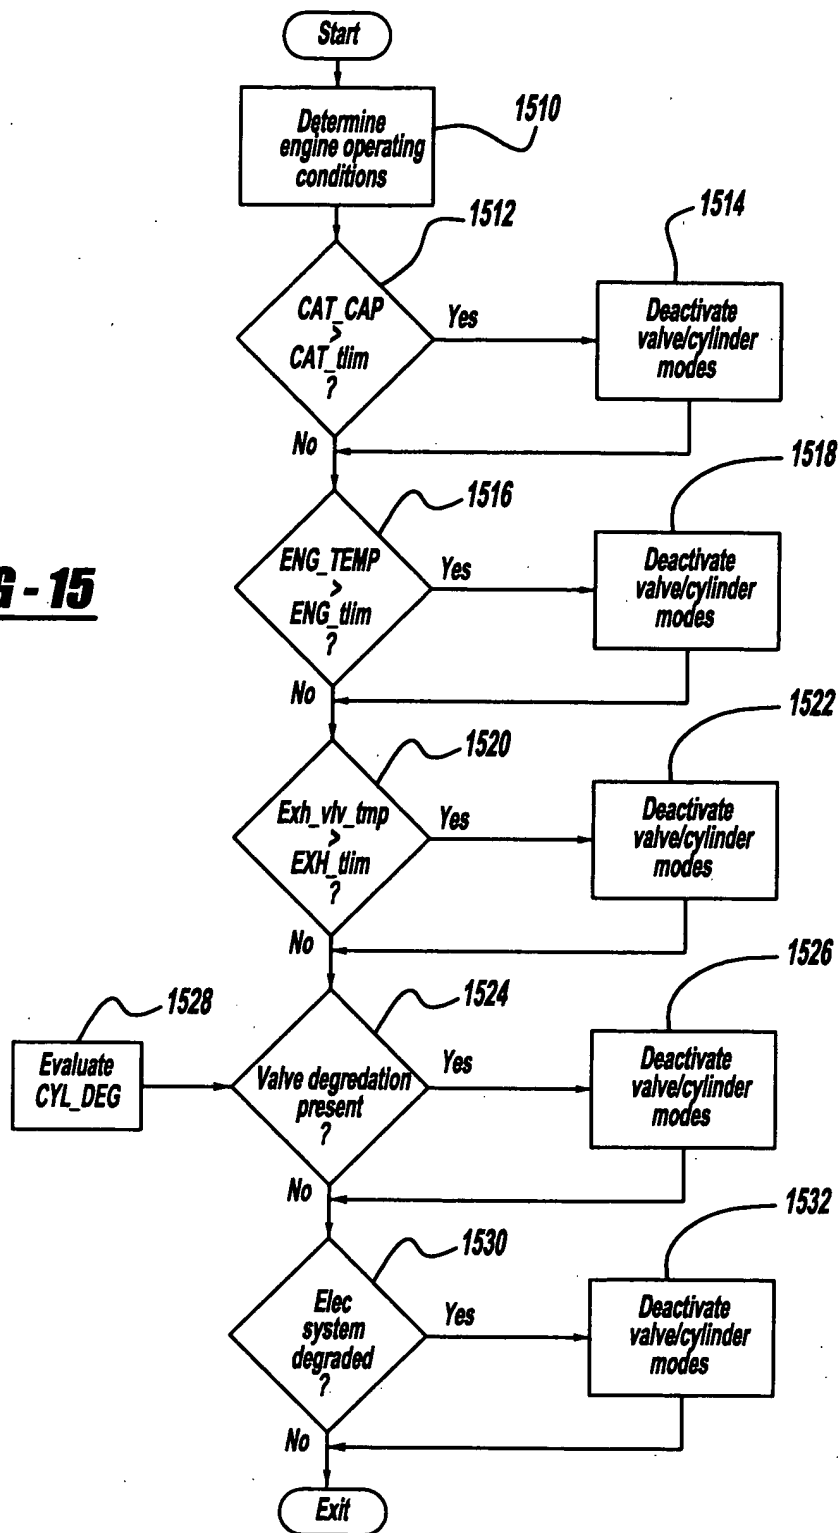 Start
Determine
engine operating
conditions
1510
1512
CAT_CAP
>
CAT_tlim
?
Yes
No
1514
Deactivate
valve/cylinder
modes
1516
ENG_TEMP
>
ENG_tlim
?
Yes
No
1518
Deactivate
valve/cylinder
modes
G - 15
1520
Exh_vlv_tmp
>
EXH_tlim
?
Yes
No
1522
Deactivate
valve/cylinder
modes
1528
Evaluate
CYL_DEG
1524
Valve degredation
present
?
Yes
No
1526
Deactivate
valve/cylinder
modes
1530
Elec
system
degraded
?
Yes
No
1532
Deactivate
valve/cylinder
modes
Exit